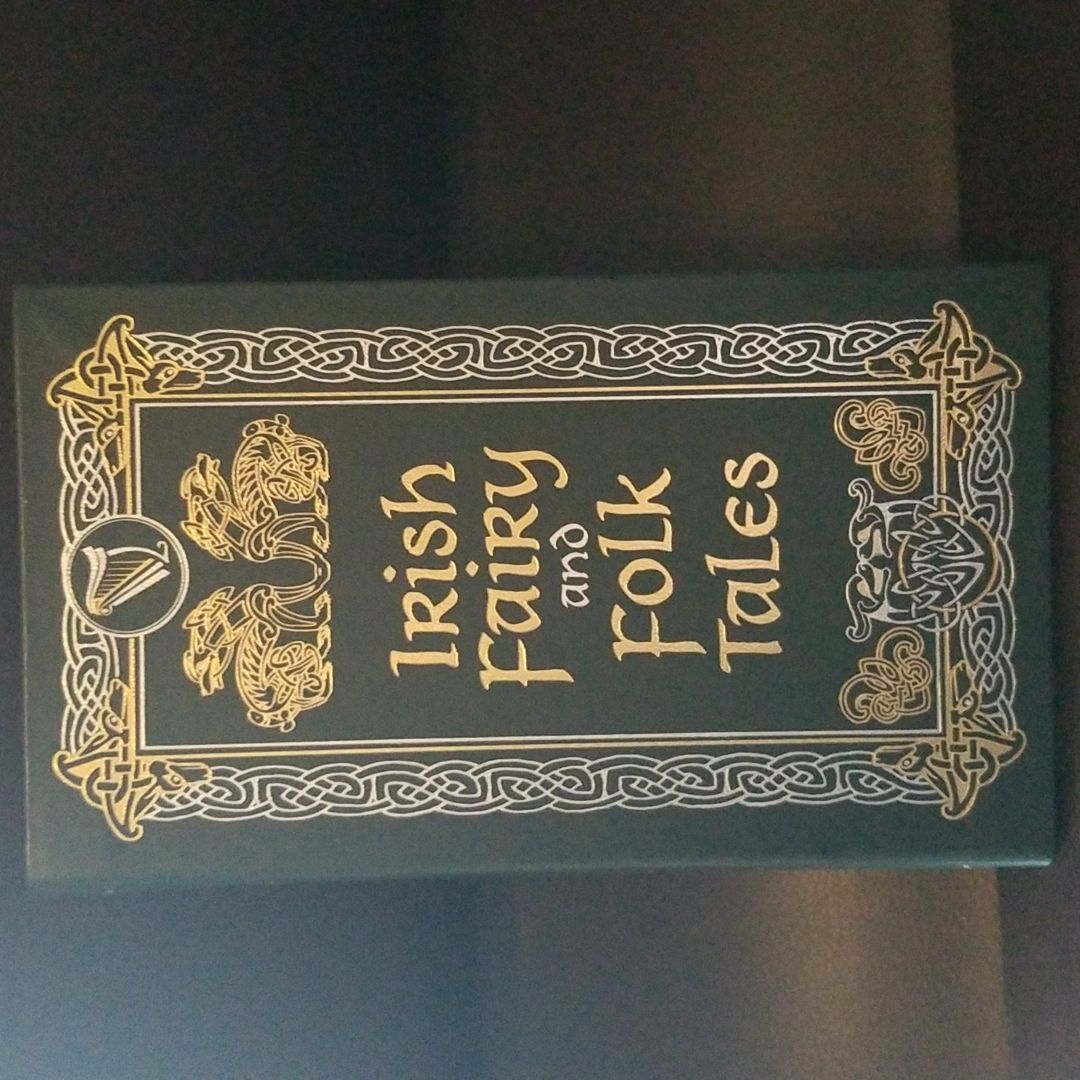 Irish
Fairy
and
Folk
Tales